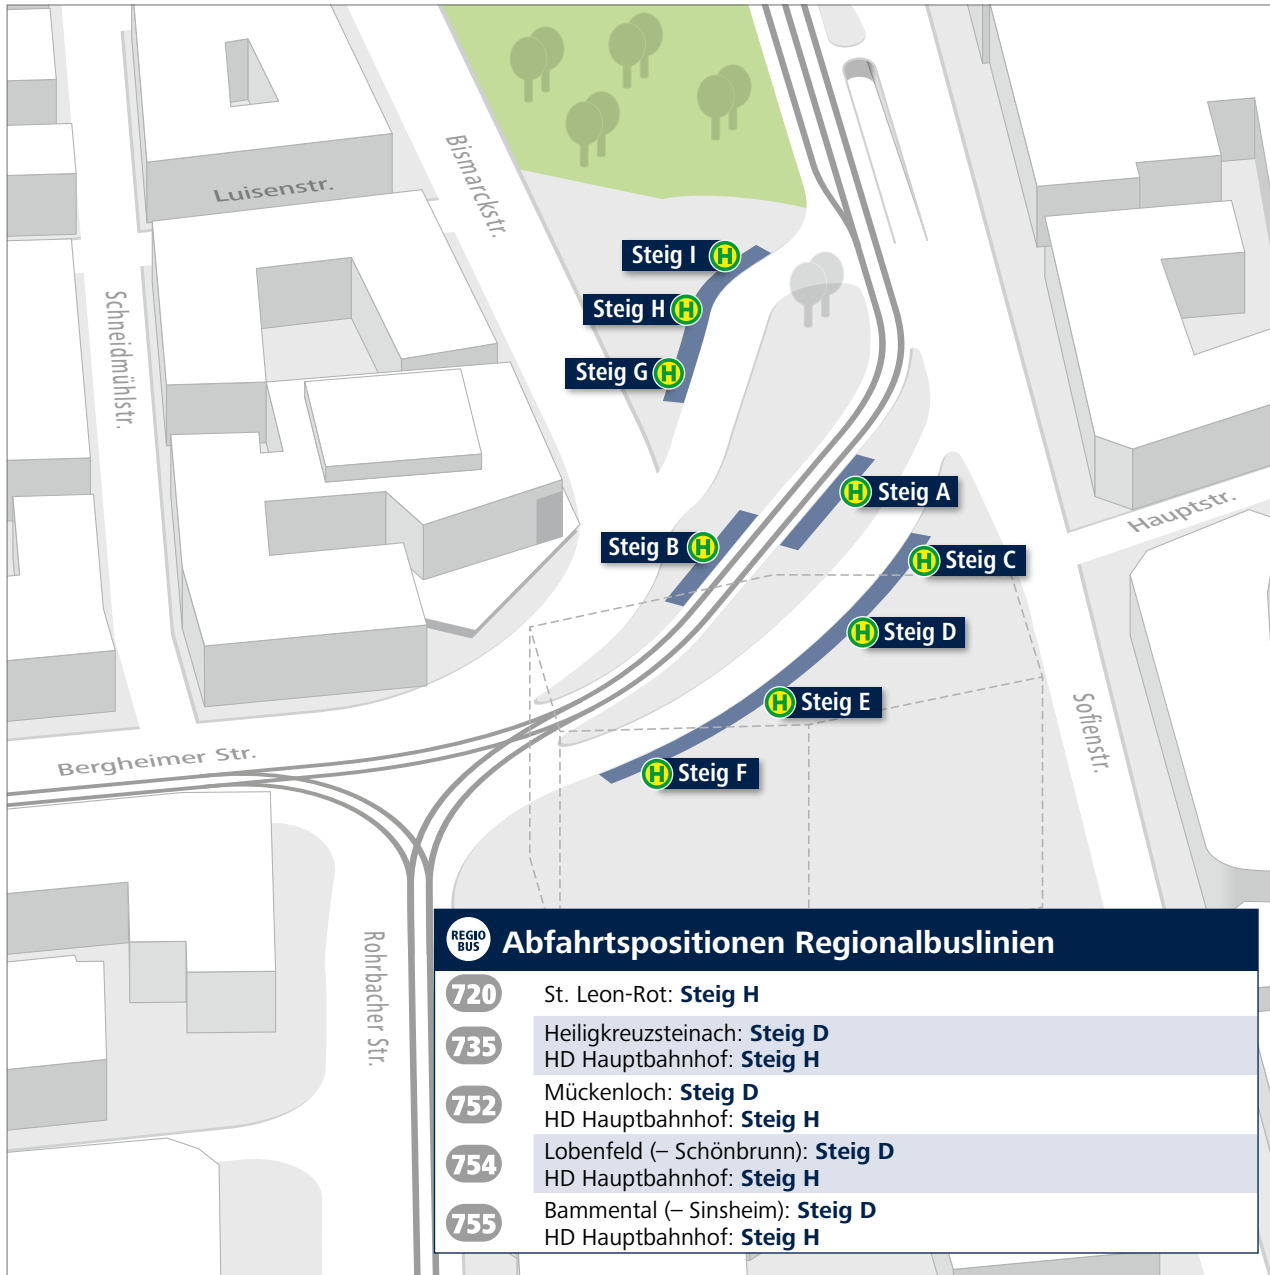 Luisenstr.
Bismarckstr.
Schneidmühlstr.
Steig I H
Steig H H
Steig G H
H Steig A
Hauptstr.
Steig B H
H Steig C
H Steig D
H Steig E
Sofienstr.
Bergheimer Str.
H Steig F
Rohrbacher Str.
REGIO
BUS
Abfahrtspositionen Regionalbuslinien
720 St. Leon-Rot: Steig H
735 Heiligkreuzsteinach: Steig D
HD Hauptbahnhof: Steig H
752 Mückenloch: Steig D
HD Hauptbahnhof: Steig H
754 Lobenfeld (– Schönbrunn): Steig D
HD Hauptbahnhof: Steig H
755 Bammental (– Sinsheim): Steig D
HD Hauptbahnhof: Steig H